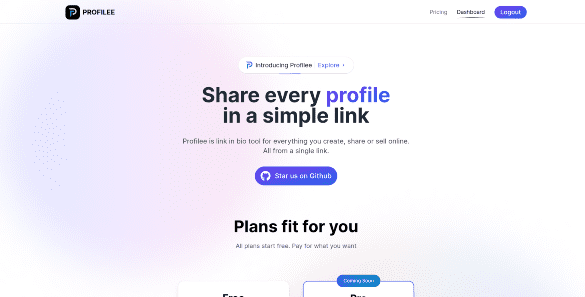 PROFILEE
Pricing
Dashboard
Logout
Introducing Profilee
Explore
Share every profile
in a simple link
Profilee is link in bio tool for everything you create, share or sell online.
All from a single link.
Star us on Github
Plans fit for you
All plans start free. Pay for what you want
Coming Soon
Free
Pro